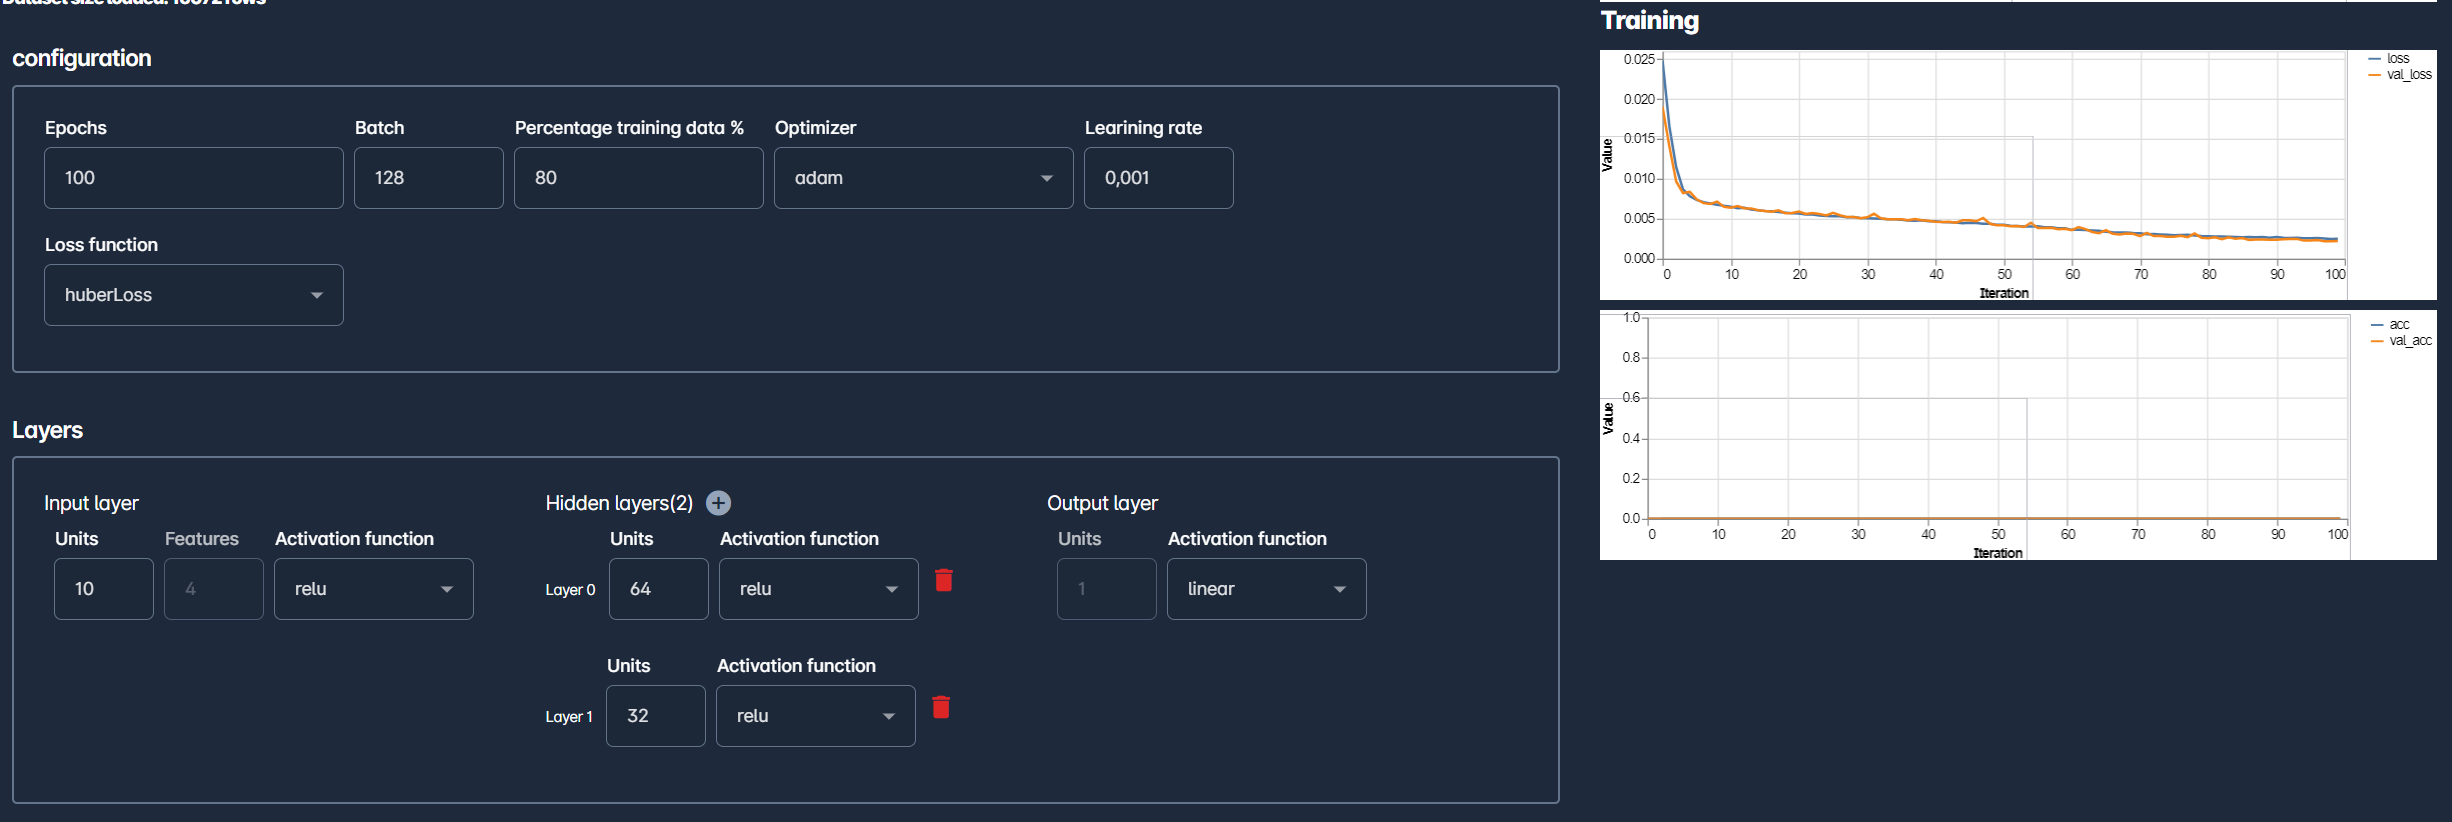 configuration
Epochs
Batch
Percentage training data %
Optimizer
Learining rate
100
128
80
adam
0,001
Loss function
huberLoss
Layers
Input layer
Hidden layers(2)
Output layer
Units
Features
Activation function
Units
Activation function
Units
Activation function
10
4
relu
Layer 0
64
relu
1
linear
Units
Activation function
Layer 1
32
relu
Training
0.025
0.020
0.015
0.010
0.005
0.000
Value
0 10 20 30 40 50 60 70 80 90 100
Iteration
loss
val_loss
1.0
0.8
0.6
0.4
0.2
0.0
Value
0 10 20 30 40 50 60 70 80 90 100
Iteration
acc
val_acc